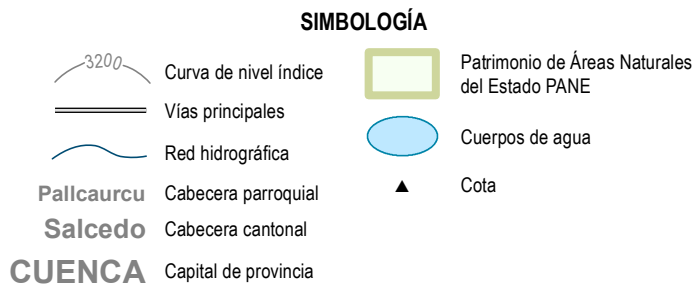 SIMBOLOGÍA
3200
Curva de nivel índice
Vías principales
Red hidrográfica
Pallcaurcu Cabecera parroquial
Salcedo Cabecera cantonal
CUENCA Capital de provincia
Patrimonio de Áreas Naturales
del Estado PANE
Cuerpos de agua
Cota